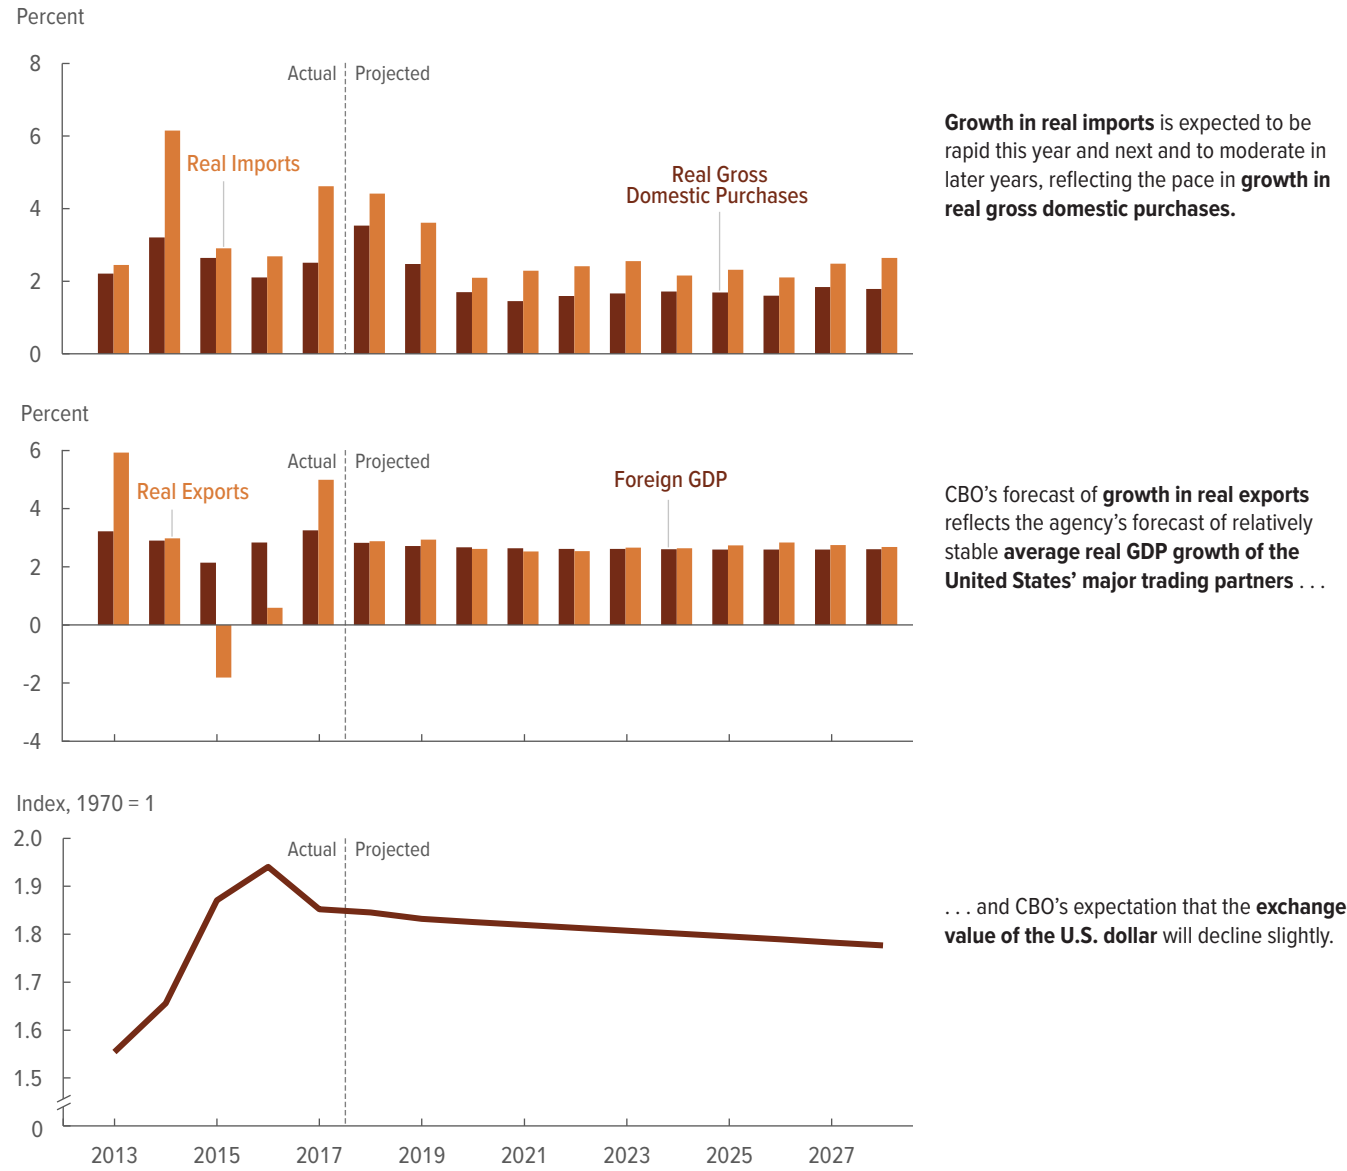 Percent
8
6
4
2
0
Actual
Projected
Real Imports
Real Gross
Domestic Purchases
Growth in real imports is expected to be
rapid this year and next and to moderate in
later years, reflecting the pace in growth in
real gross domestic purchases.
Percent
6
4
2
0
-2
-4
Actual
Projected
Real Exports
Foreign GDP
CBO’s forecast of growth in real exports
reflects the agency’s forecast of relatively
stable average real GDP growth of the
United States’ major trading partners . . .
Index, 1970 = 1
2.0
1.9
1.8
1.7
1.6
1.5
0
Actual
Projected
. . . and CBO’s expectation that the exchange
value of the U.S. dollar will decline slightly.
2013 2015 2017 2019 2021 2023 2025 2027